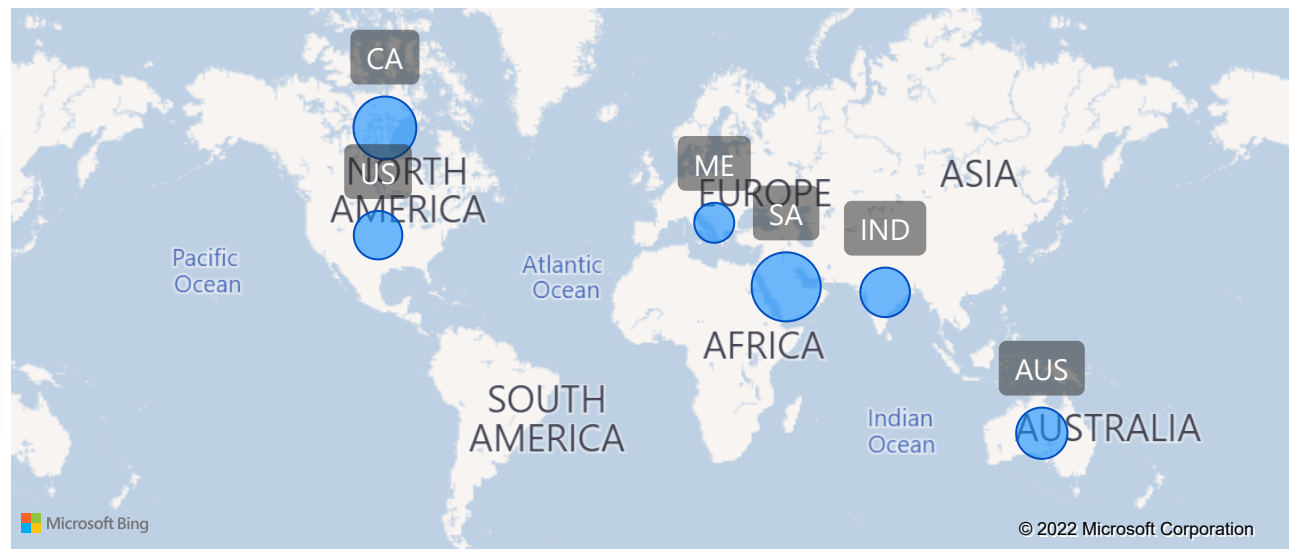 CA
US
NORTH
AMERICA
ME
EUROPE
SA
IND
ASIA
Pacific
Ocean
Atlantic
Ocean
AFRICA
SOUTH
AMERICA
AUS
AUSTRALIA
Indian
Ocean
Microsoft Bing
© 2022 Microsoft Corporation